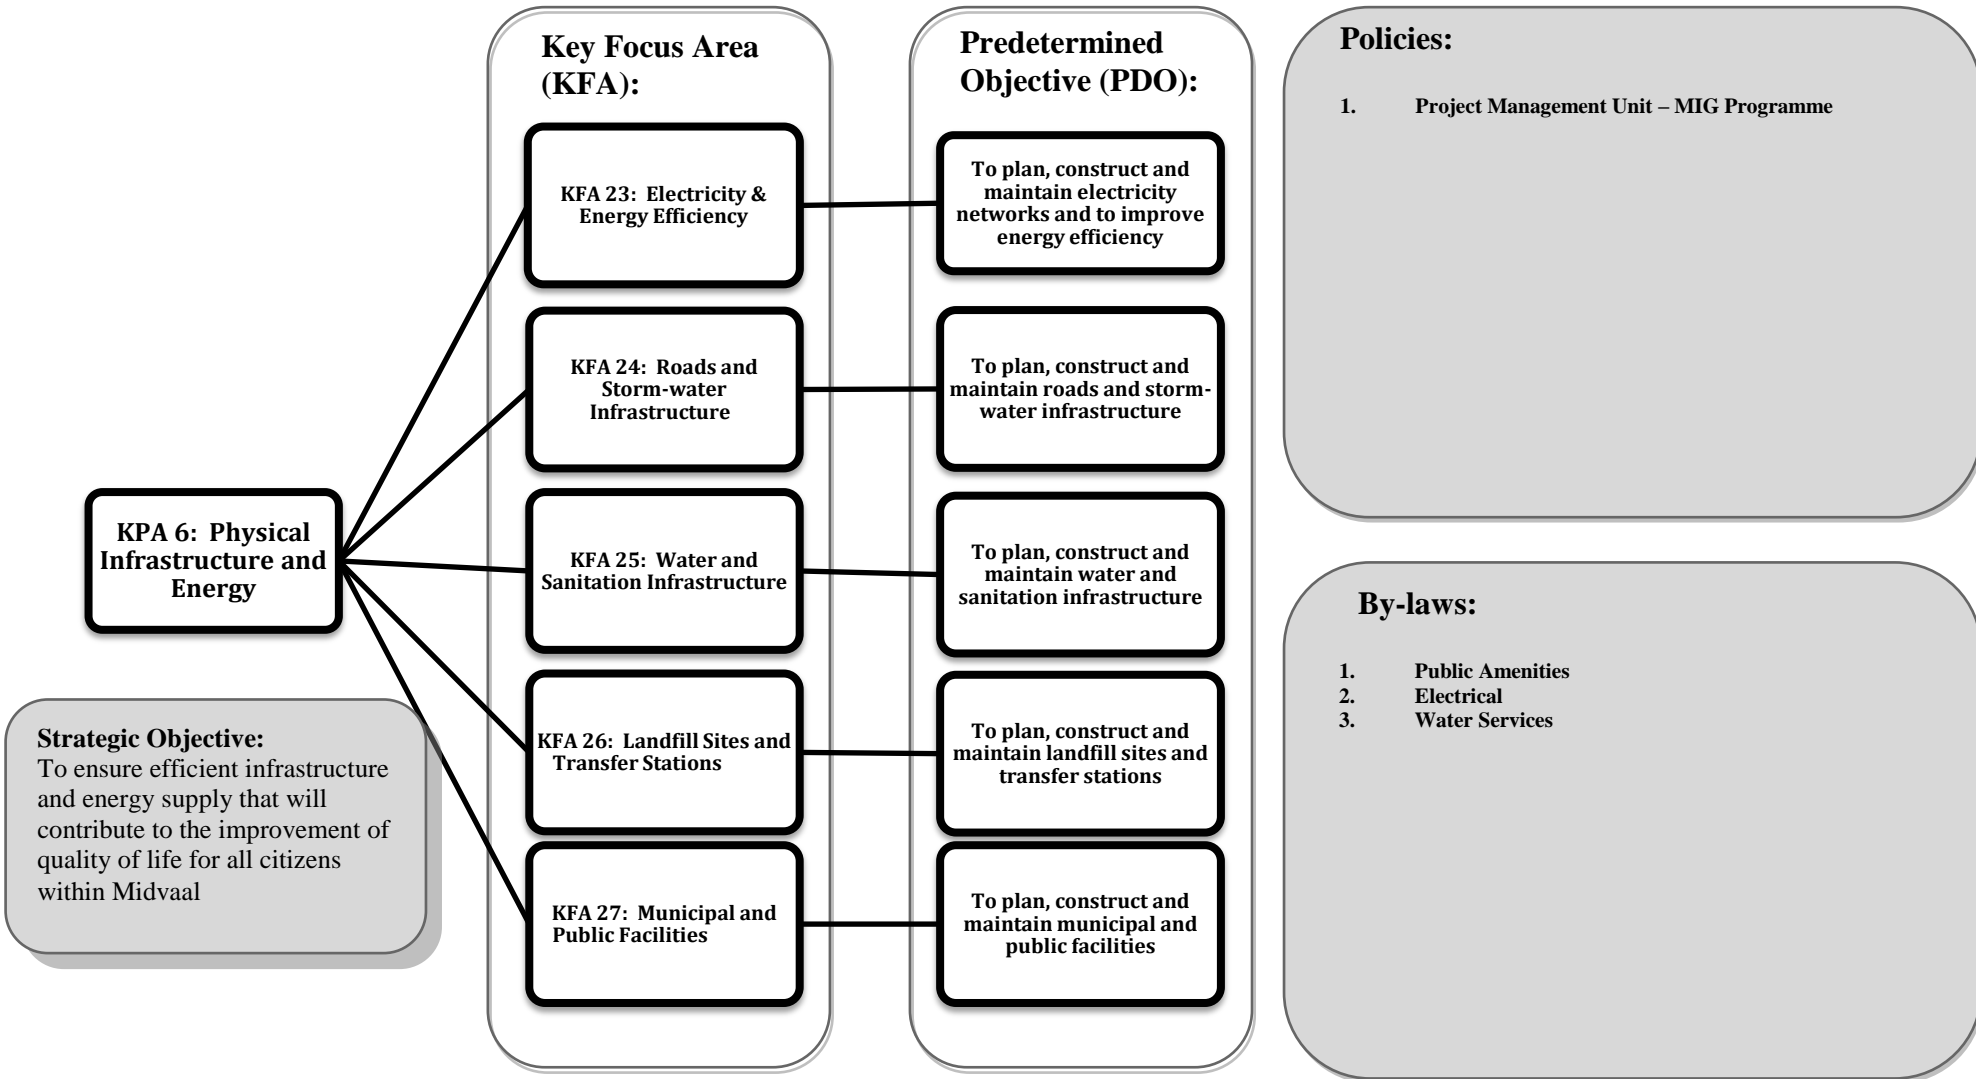 KPA 6: Physical
Infrastructure and
Energy
Strategic Objective:
To ensure efficient infrastructure
and energy supply that will
contribute to the improvement of
quality of life for all citizens
within Midvaal
Key Focus Area
(KFA):
KFA 23: Electricity &
Energy Efficiency
KFA 24: Roads and
Storm-water
Infrastructure
KFA 25: Water and
Sanitation Infrastructure
KFA 26: Landfill Sites and
Transfer Stations
KFA 27: Municipal and
Public Facilities
Predetermined
Objective (PDO):
To plan, construct and
maintain electricity
networks and to improve
energy efficiency
To plan, construct and
maintain roads and storm-
water infrastructure
To plan, construct and
maintain water and
sanitation infrastructure
To plan, construct and
maintain landfill sites and
transfer stations
To plan, construct and
maintain municipal and
public facilities
Policies:
1. Project Management Unit – MIG Programme
By-laws:
1. Public Amenities
2. Electrical
3. Water Services